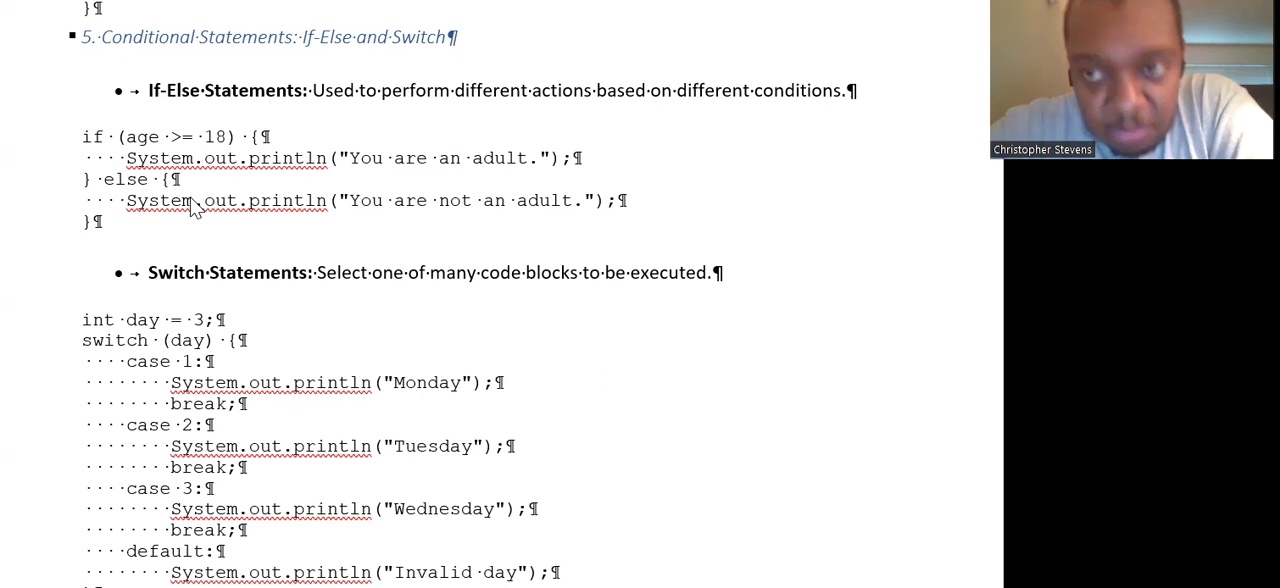 }¶
▪ 5.·Conditional·Statements:·If-Else·and·Switch¶
● → If-Else·Statements:·Used·to·perform·different·actions·based·on·different·conditions.¶
if·(age·>=·18)·{¶
····System.out.println("You·are·an·adult.");¶
}·else·{¶
····System.out.println("You·are·not·an·adult.");¶
}¶
● → Switch·Statements:·Select·one·of·many·code·blocks·to·be·executed.¶
int·day·=·3;¶
switch·(day)·{¶
····case·1:¶
········System.out.println("Monday");¶
········break;¶
····case·2:¶
········System.out.println("Tuesday");¶
········break;¶
····case·3:¶
········System.out.println("Wednesday");¶
········break;¶
····default:¶
········System.out.println("Invalid·day");¶
Christopher Stevens